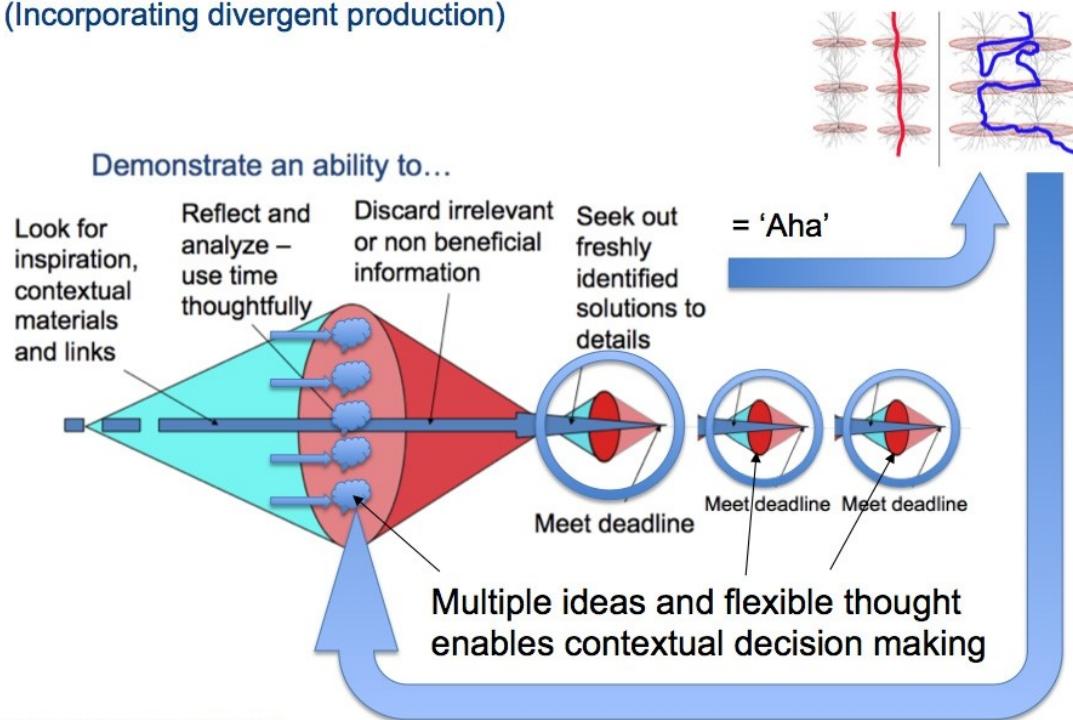 (Incorporating divergent production)
Demonstrate an ability to…
Look for
inspiration,
contextual
materials
and links
Reflect and
analyze –
use time
thoughtfully
Discard irrelevant
or non beneficial
information
Seek out
freshly
identified
solutions to
details
= ‘Aha’
Meet deadline
Meet deadline
Meet deadline
Multiple ideas and flexible thought
enables contextual decision making